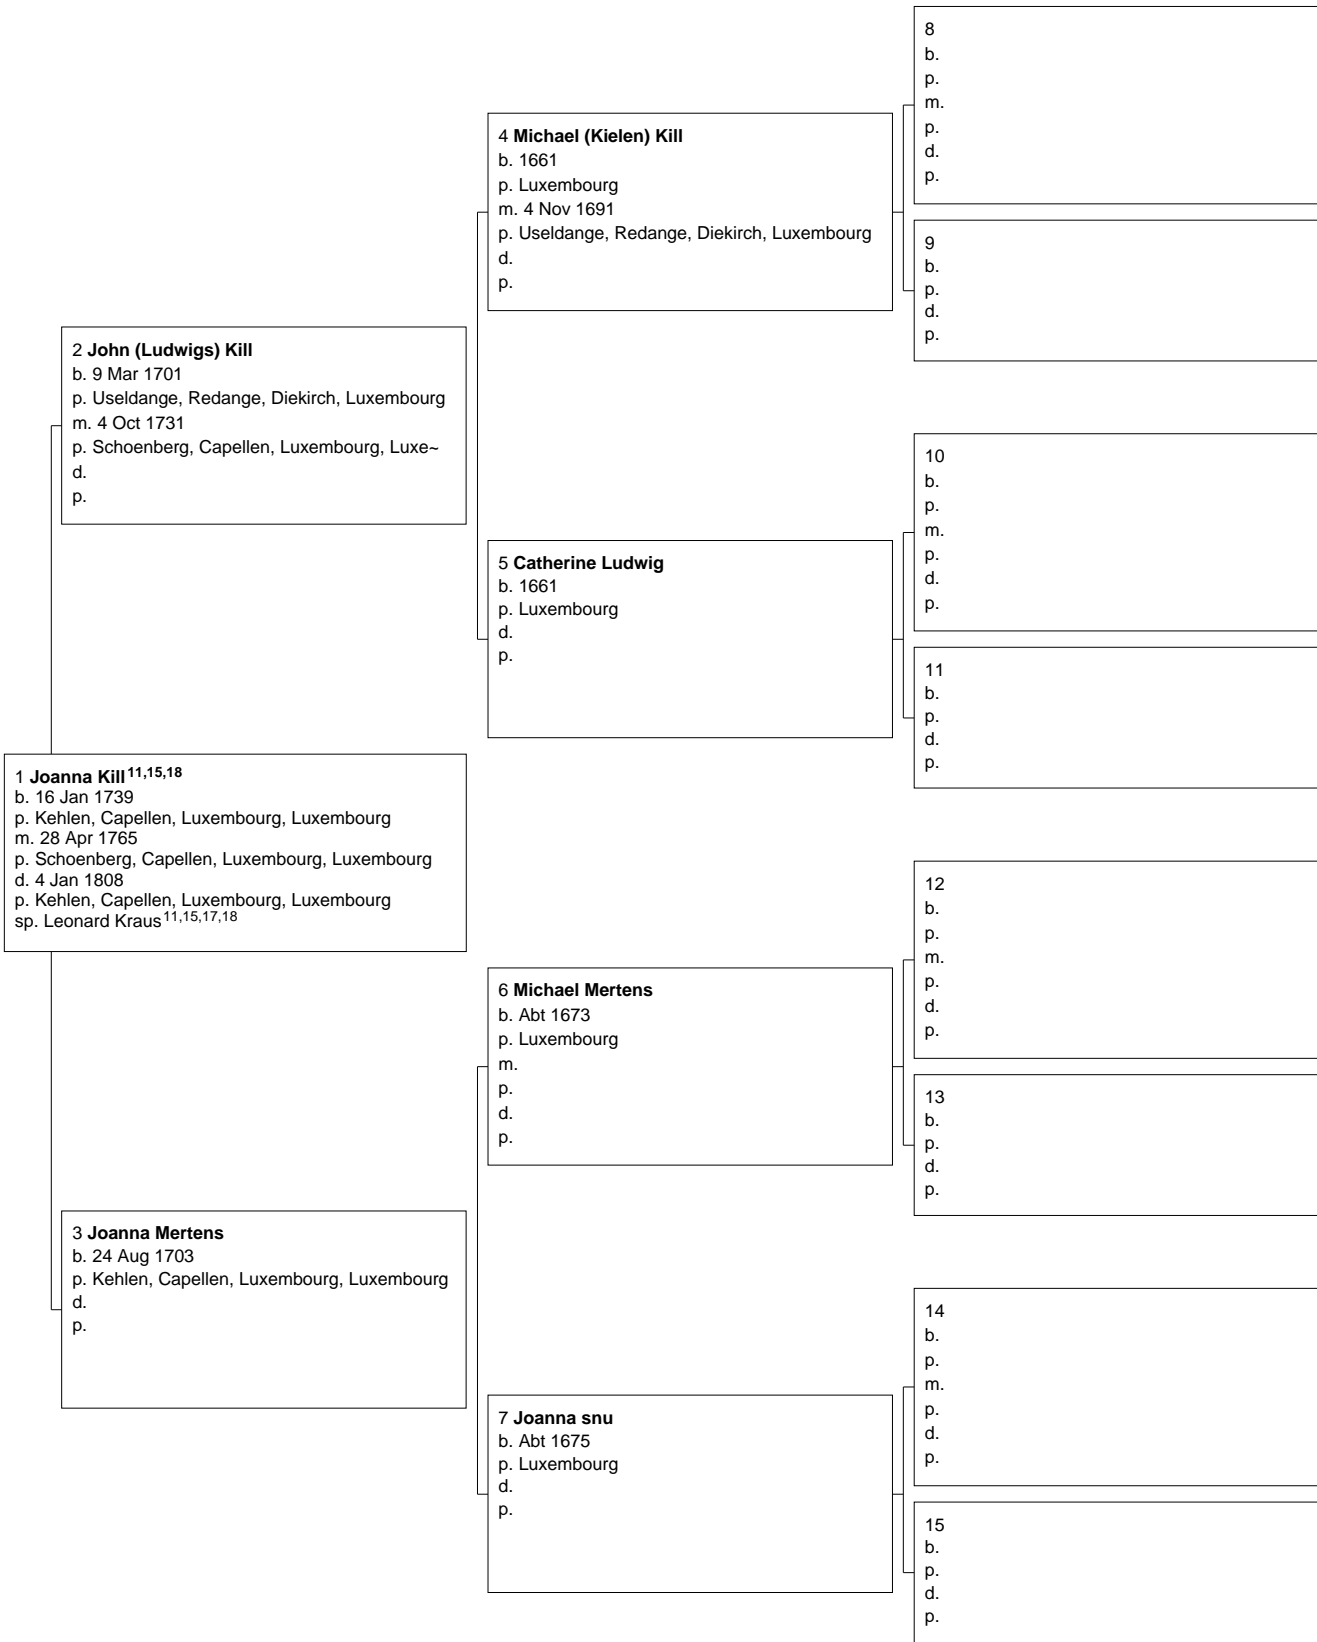 8
b.
p.
m.
p.
d.
p.
4 Michael (Kielen) Kill
b. 1661
p. Luxembourg
m. 4 Nov 1691
p. Useldange, Redange, Diekirch, Luxembourg
d.
p.
9
b.
p.
d.
p.
2 John (Ludwigs) Kill
b. 9 Mar 1701
p. Useldange, Redange, Diekirch, Luxembourg
m. 4 Oct 1731
p. Schoenberg, Capellen, Luxembourg, Luxe~
d.
p.
10
b.
p.
m.
p.
d.
p.
5 Catherine Ludwig
b. 1661
p. Luxembourg
d.
p.
11
b.
p.
d.
p.
1 Joanna Kill 11,15,18
b. 16 Jan 1739
p. Kehlen, Capellen, Luxembourg, Luxembourg
m. 28 Apr 1765
p. Schoenberg, Capellen, Luxembourg, Luxembourg
d. 4 Jan 1808
p. Kehlen, Capellen, Luxembourg, Luxembourg
sp. Leonard Kraus 11,15,17,18
12
b.
p.
m.
p.
d.
p.
6 Michael Mertens
b. Abt 1673
p. Luxembourg
m.
p.
d.
p.
13
b.
p.
d.
p.
3 Joanna Mertens
b. 24 Aug 1703
p. Kehlen, Capellen, Luxembourg, Luxembourg
d.
p.
14
b.
p.
m.
p.
d.
p.
7 Joanna snu
b. Abt 1675
p. Luxembourg
d.
p.
15
b.
p.
d.
p.